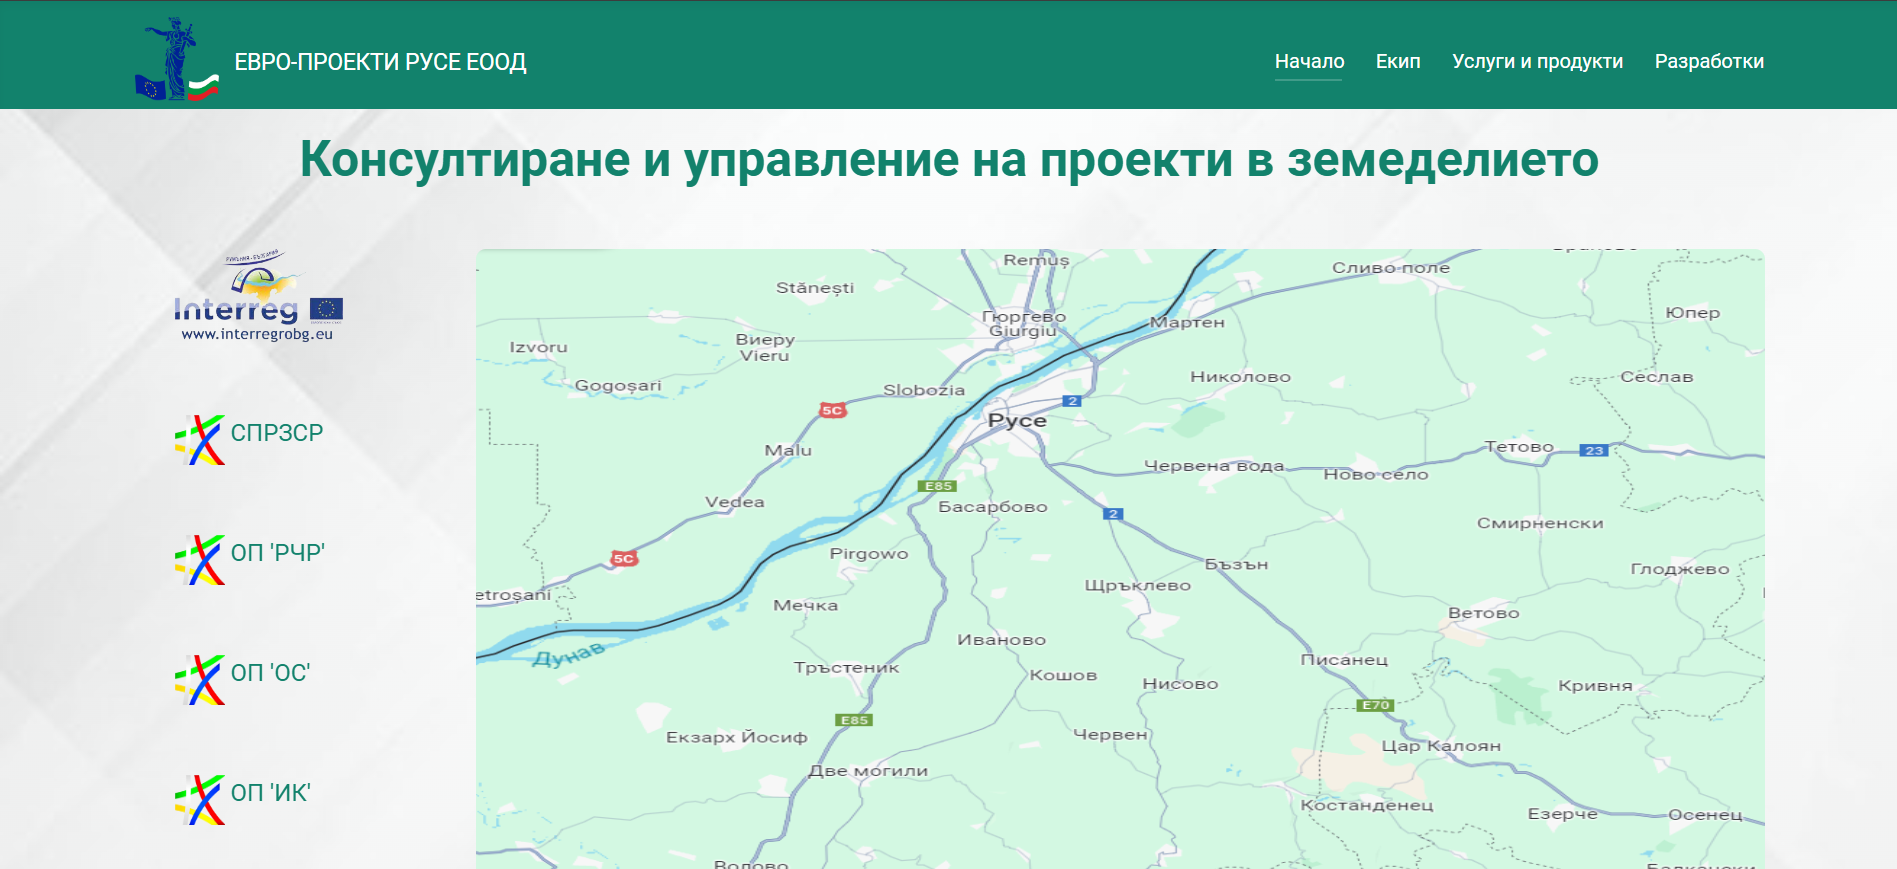 ЕВРО-ПРОЕКТИ РУСЕ ЕООД
Начало
Екип
Услуги и продукти
Разработки
Консултиране и управление на проекти в земеделието
РУМЪНИЯ - БЪЛГАРИЯ
Interreg
www.interregrobg.eu
СПРЗСР
ОП 'РЧР'
ОП 'ОС'
ОП 'ИК'
Remuș
Сливо поле
Stănești
Юпер
Гюргево
Giurgiu
Мартен
Виеру
Vieru
Izvoru
Николово
Сеслав
Gogoșari
Slobozia
2
5C
Русе
Malu
Тетово
23
Червена вода
Ново село
E85
Vedea
Басарбово
2
Смирненски
Pirgowo
5C
Бъзън
Глоджево
Щръклево
etroșani
Мечка
Ветово
Иваново
Дунав
Писанец
Тръстеник
Кошов
Нисово
Кривня
E70
E85
Екзарх Йосиф
Червен
Цар Калоян
Две могили
Костанденец
Езерче
Осенец